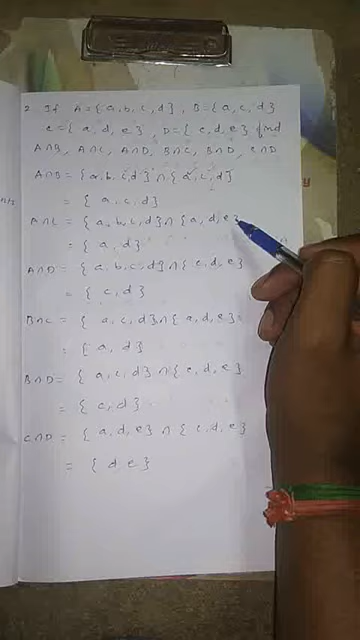 2. If A = { a, b, c, d } , B = { a, c, d }
C = { a, d, e } , D = { c, d, e } find
A∩B, A∩C, A∩D, B∩C, B∩D, C∩D
A∩B = { a, b, c, d } ∩ { a, c, d }
= { a, c, d }
A∩C = { a, b, c, d } ∩ { a, d, e }
= { a, d }
A∩D = { a, b, c, d } ∩ { c, d, e }
= { c, d }
B∩C = { a, c, d } ∩ { a, d, e }
= { a, d }
B∩D = { a, c, d } ∩ { c, d, e }
= { c, d }
C∩D = { a, d, e } ∩ { c, d, e }
= { d, e }